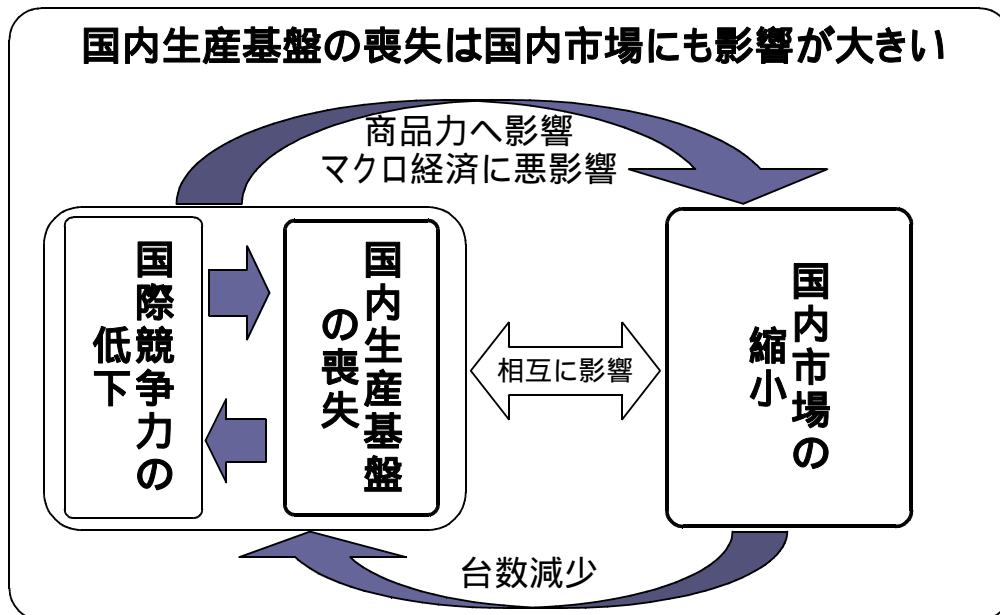 国内生産基盤の喪失は国内市場にも影響が大きい
商品力へ影響
マクロ経済に悪影響
国際競争力の
低下
国内生産基盤
の喪失
相互に影響
国内市場の
縮小
台数減少